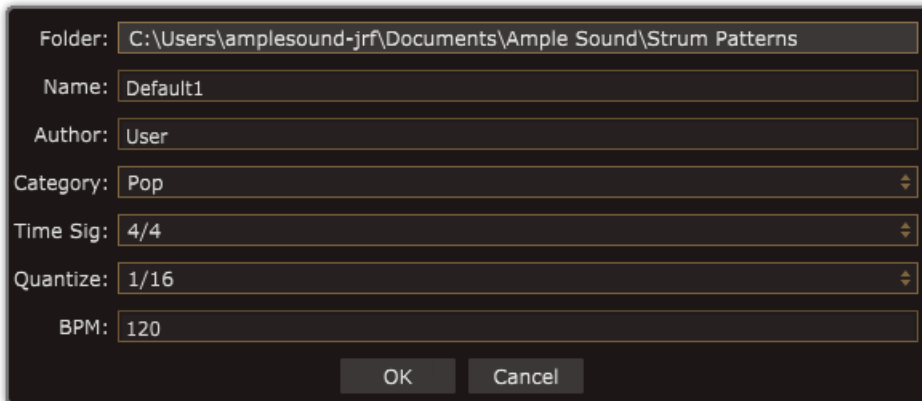 Folder: C:\Users\amplesound-jrf\Documents\Ample Sound\Strum Patterns
Name: Default1
Author: User
Category: Pop
Time Sig: 4/4
Quantize: 1/16
BPM: 120
OK Cancel